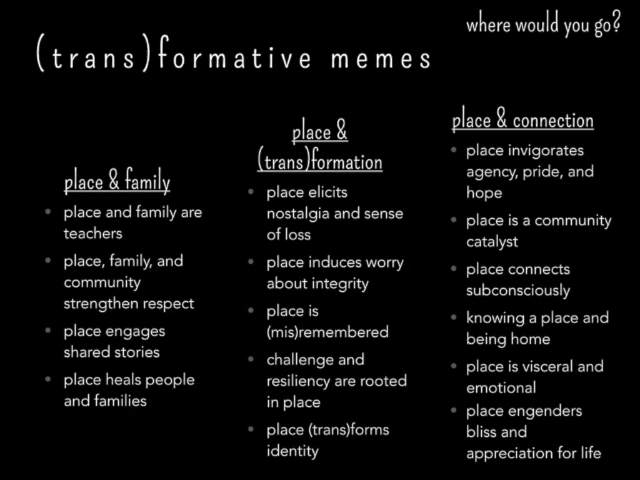 where would you go?
(trans)formative memes
place & family
• place and family are
teachers
• place, family, and
community
strengthen respect
• place engages
shared stories
• place heals people
and families
place &
(trans)formation
• place elicits
nostalgia and sense
of loss
• place induces worry
about integrity
• place is
(mis)remembered
• challenge and
resiliency are rooted
in place
• place (trans)forms
identity
place & connection
• place invigorates
agency, pride, and
hope
• place is a community
catalyst
• place connects
subconsciously
• knowing a place and
being home
• place is visceral and
emotional
• place engenders
bliss and
appreciation for life